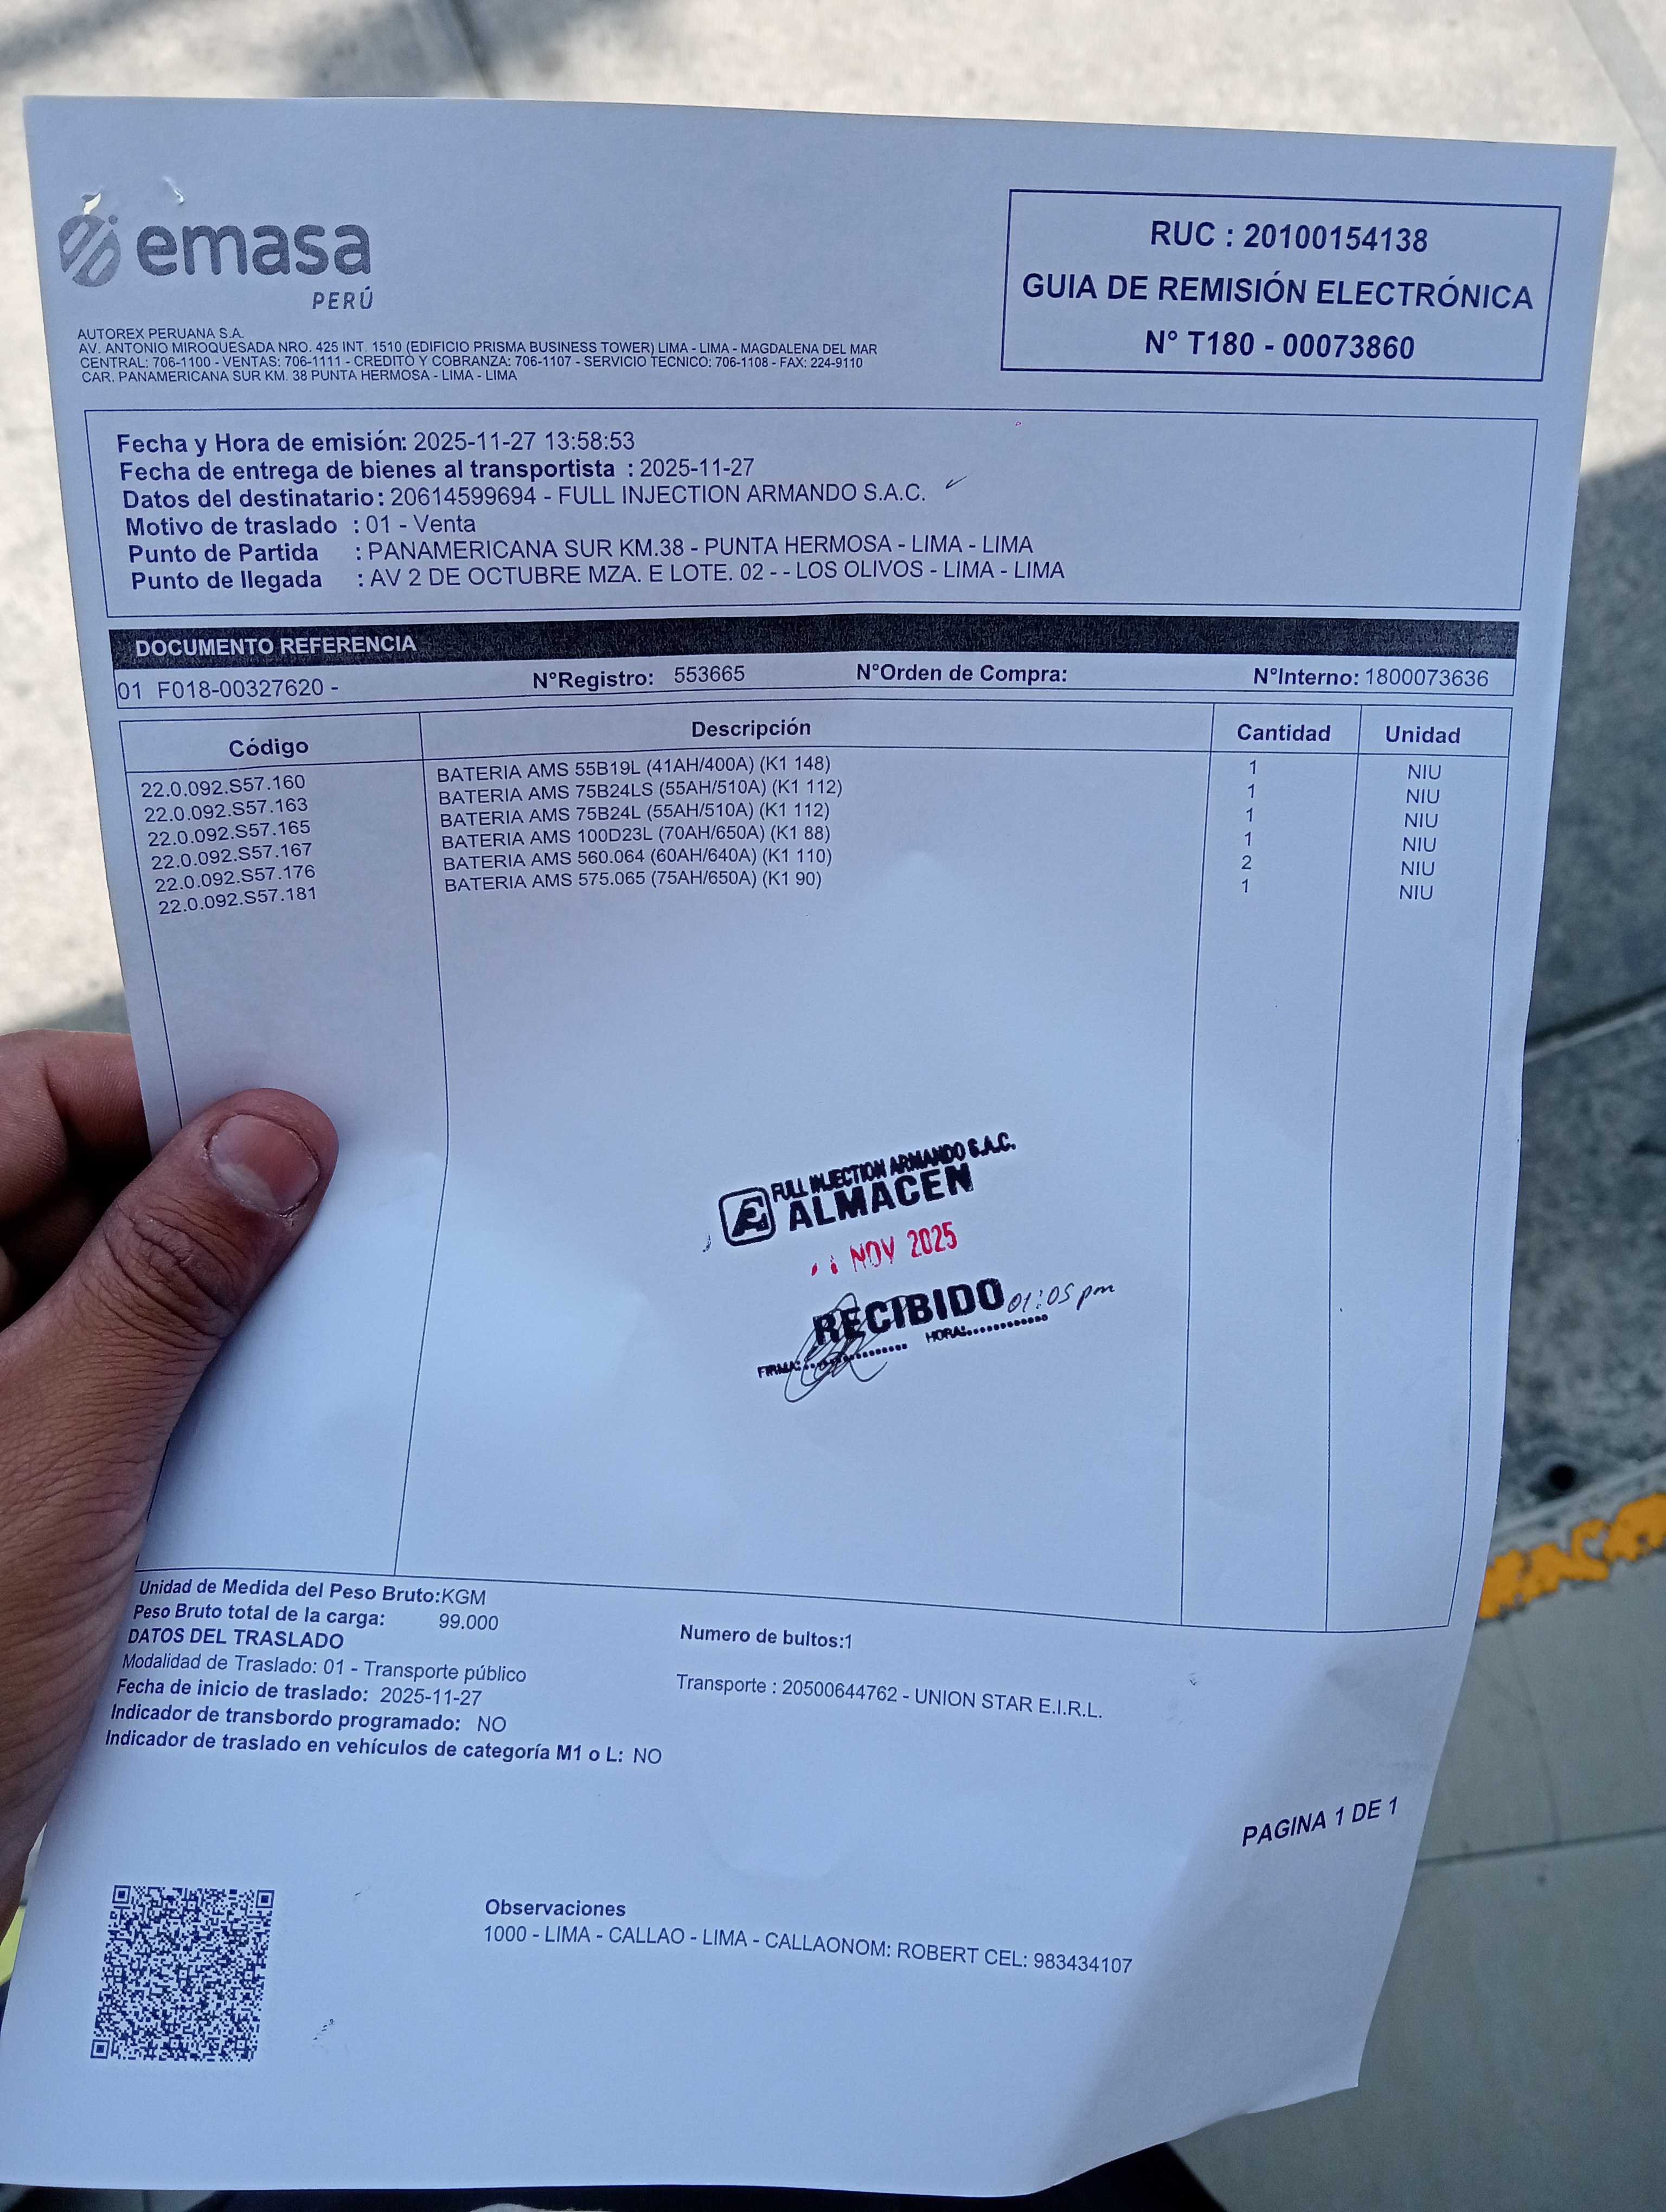 emasa
PERÚ
RUC : 20100154138
GUIA DE REMISIÓN ELECTRÓNICA
N° T180 - 00073860
AUTOREX PERUANA S.A.
AV. ANTONIO MIROQUESADA NRO. 425 INT. 1510 (EDIFICIO PRISMA BUSINESS TOWER) LIMA - LIMA - MAGDALENA DEL MAR
CENTRAL: 706-1100 - VENTAS: 706-1111 - CREDITO Y COBRANZA: 706-1107 - SERVICIO TECNICO: 706-1108 - FAX: 224-9110
CAR. PANAMERICANA SUR KM. 38 PUNTA HERMOSA - LIMA - LIMA
Fecha y Hora de emisión: 2025-11-27 13:58:53
Fecha de entrega de bienes al transportista : 2025-11-27
Datos del destinatario: 20614599694 - FULL INJECTION ARMANDO S.A.C.
Motivo de traslado : 01 - Venta
Punto de Partida : PANAMERICANA SUR KM.38 - PUNTA HERMOSA - LIMA - LIMA
Punto de llegada : AV 2 DE OCTUBRE MZA. E LOTE. 02 - - LOS OLIVOS - LIMA - LIMA
DOCUMENTO REFERENCIA
01 F018-00327620 - N°Registro: 553665 N°Orden de Compra: N°Interno: 1800073636
Código Descripción Cantidad Unidad
22.0.092.S57.160 BATERIA AMS 55B19L (41AH/400A) (K1 148) 1 NIU
22.0.092.S57.163 BATERIA AMS 75B24LS (55AH/510A) (K1 112) 1 NIU
22.0.092.S57.165 BATERIA AMS 75B24L (55AH/510A) (K1 112) 1 NIU
22.0.092.S57.167 BATERIA AMS 100D23L (70AH/650A) (K1 88) 1 NIU
22.0.092.S57.176 BATERIA AMS 560.064 (60AH/640A) (K1 110) 2 NIU
22.0.092.S57.181 BATERIA AMS 575.065 (75AH/650A) (K1 90) 1 NIU
FULL INJECTION ARMANDO S.A.C.
ALMACEN
NOV 2025
RECIBIDO 01:05 pm
FIRMA: HORA:
Unidad de Medida del Peso Bruto:KGM
Peso Bruto total de la carga: 99.000
Numero de bultos:1
DATOS DEL TRASLADO
Modalidad de Traslado: 01 - Transporte público
Transporte : 20500644762 - UNION STAR E.I.R.L.
Fecha de inicio de traslado: 2025-11-27
Indicador de transbordo programado: NO
Indicador de traslado en vehículos de categoría M1 o L: NO
PAGINA 1 DE 1
Observaciones
1000 - LIMA - CALLAO - LIMA - CALLAONOM: ROBERT CEL: 983434107